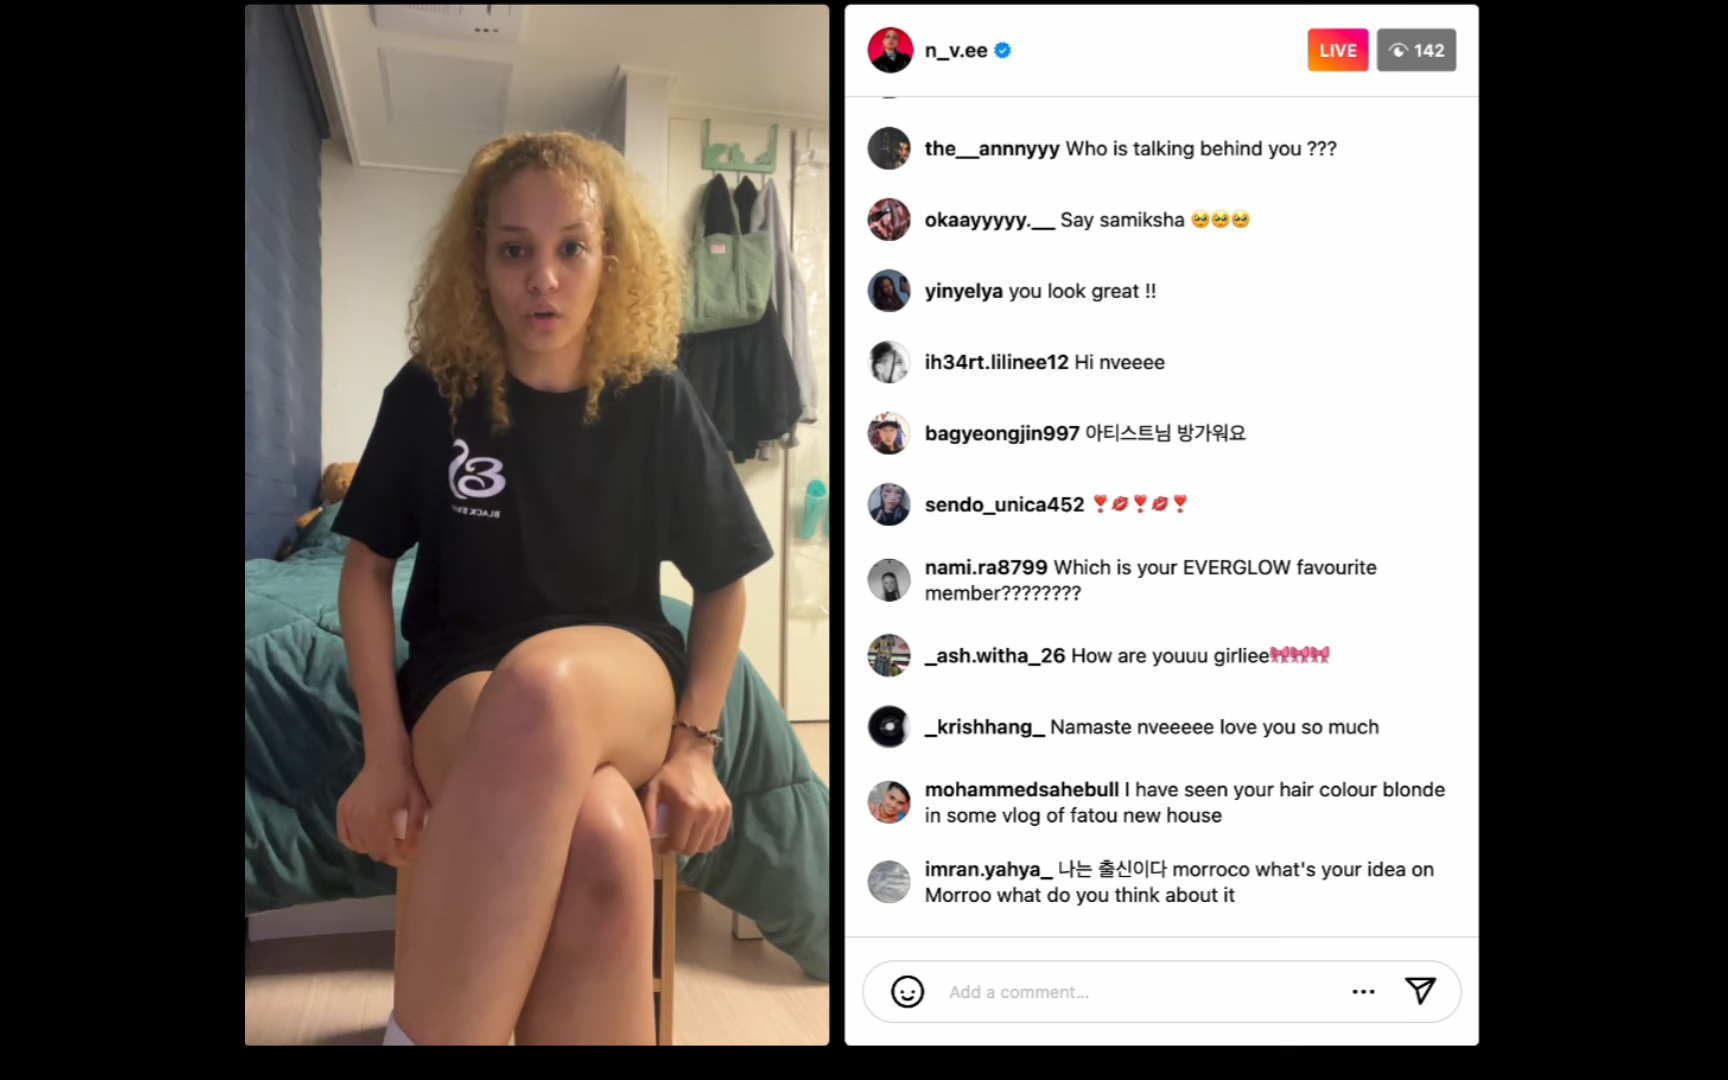 n_v.ee
LIVE
142
the__annnyyy Who is talking behind you ???
okaayyyyy.__ Say samiksha 🥺🥺🥺
yinyelya you look great !!
ih34rt.lilinee12 Hi nveeee
bagyeongjin997 아티스트님 방가워요
sendo_unica452 ❣💋❣💋❣
nami.ra8799 Which is your EVERGLOW favourite
member????????
_ash.witha_26 How are youuu girliee🎀🎀🎀
_krishhang_ Namaste nveeeee love you so much
mohammedsahebull I have seen your hair colour blonde
in some vlog of fatou new house
imran.yahya_ 나는 출신이다 morroco what's your idea on
Morroo what do you think about it
Add a comment...
BLACK